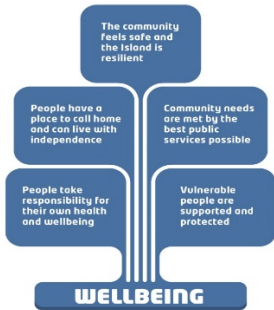 The community
feels safe and
the Island is
resilient
People have a
place to call home
and can live with
independence
Community needs
are met by the
best public
services possible
People take
responsibility for
their own health
and wellbeing
Vulnerable
people are
supported and
protected
WELLBEING